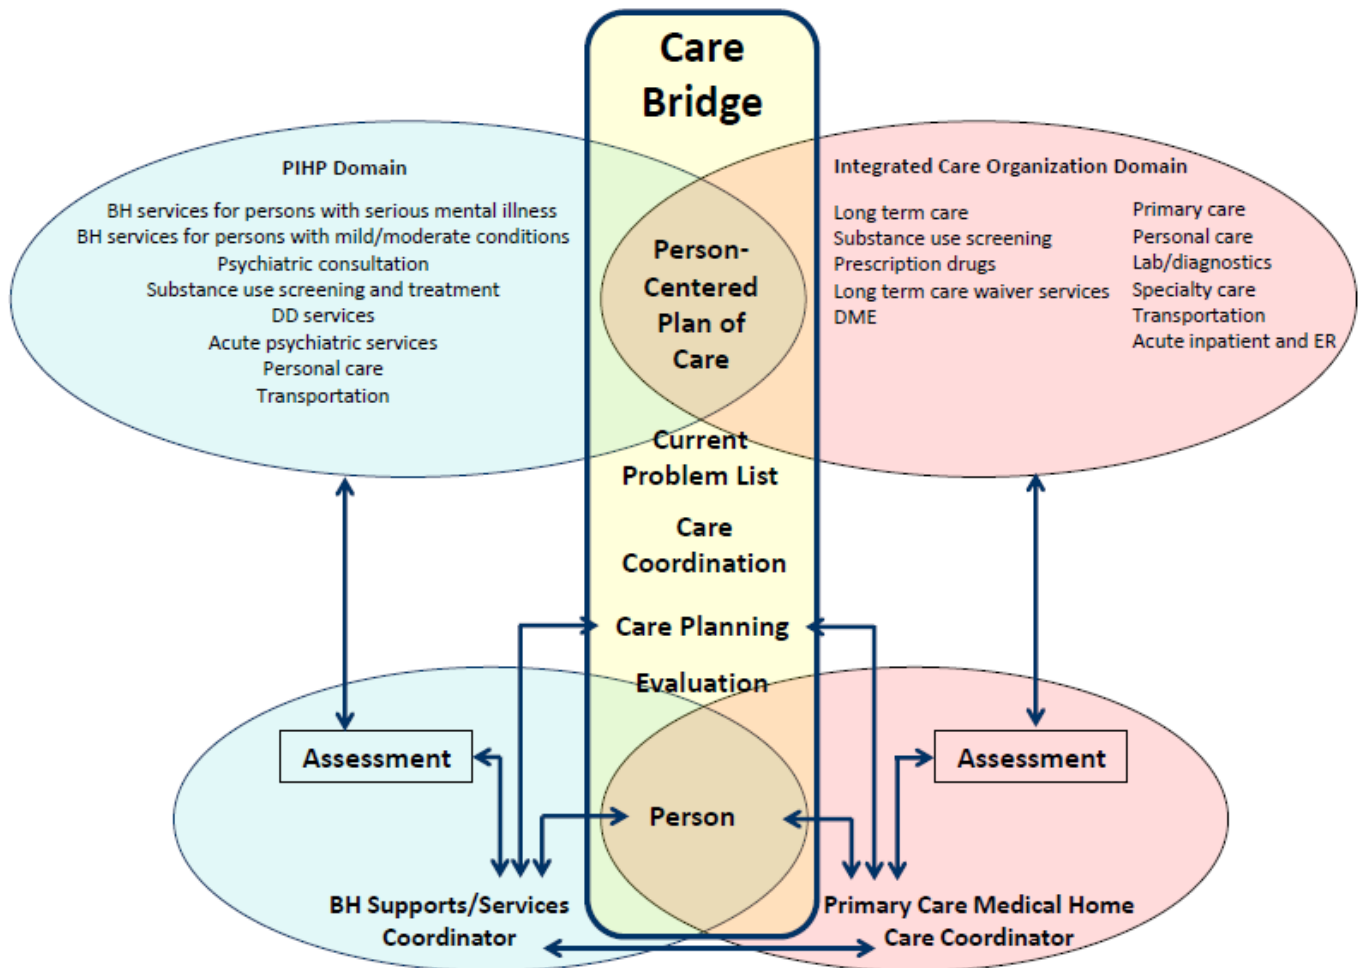 Care
Bridge
PIHP Domain
BH services for persons with serious mental illness
BH services for persons with mild/moderate conditions
Psychiatric consultation
Substance use screening and treatment
DD services
Acute psychiatric services
Personal care
Transportation
Person-
Centered
Plan of
Care
Integrated Care Organization Domain
Long term care
Substance use screening
Prescription drugs
Long term care waiver services
DME
Primary care
Personal care
Lab/diagnostics
Specialty care
Transportation
Acute inpatient and ER
Current
Problem List
Care
Coordination
Care Planning
Evaluation
Assessment
Assessment
Person
BH Supports/Services
Coordinator
Primary Care Medical Home
Care Coordinator